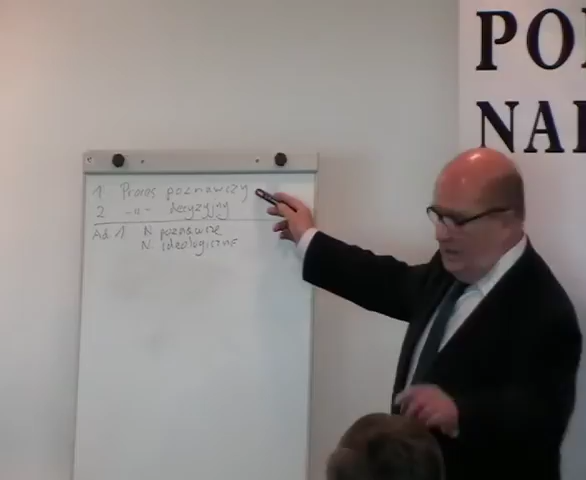 1 Proces poznawczy
2 -"- decyzyjny
Ad 1 N poznawcze
N. ideologiczne
PO
NA